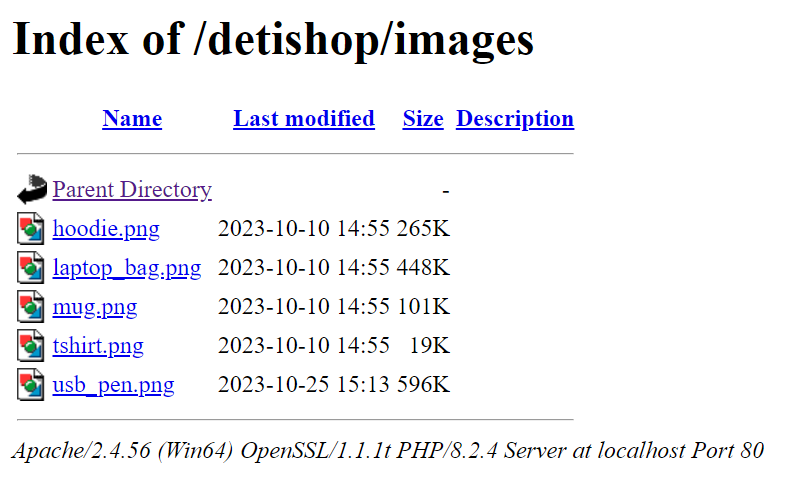 Index of /detishop/images
Name Last modified Size Description
Parent Directory -
hoodie.png 2023-10-10 14:55 265K
laptop_bag.png 2023-10-10 14:55 448K
mug.png 2023-10-10 14:55 101K
tshirt.png 2023-10-10 14:55 19K
usb_pen.png 2023-10-25 15:13 596K
Apache/2.4.56 (Win64) OpenSSL/1.1.1t PHP/8.2.4 Server at localhost Port 80